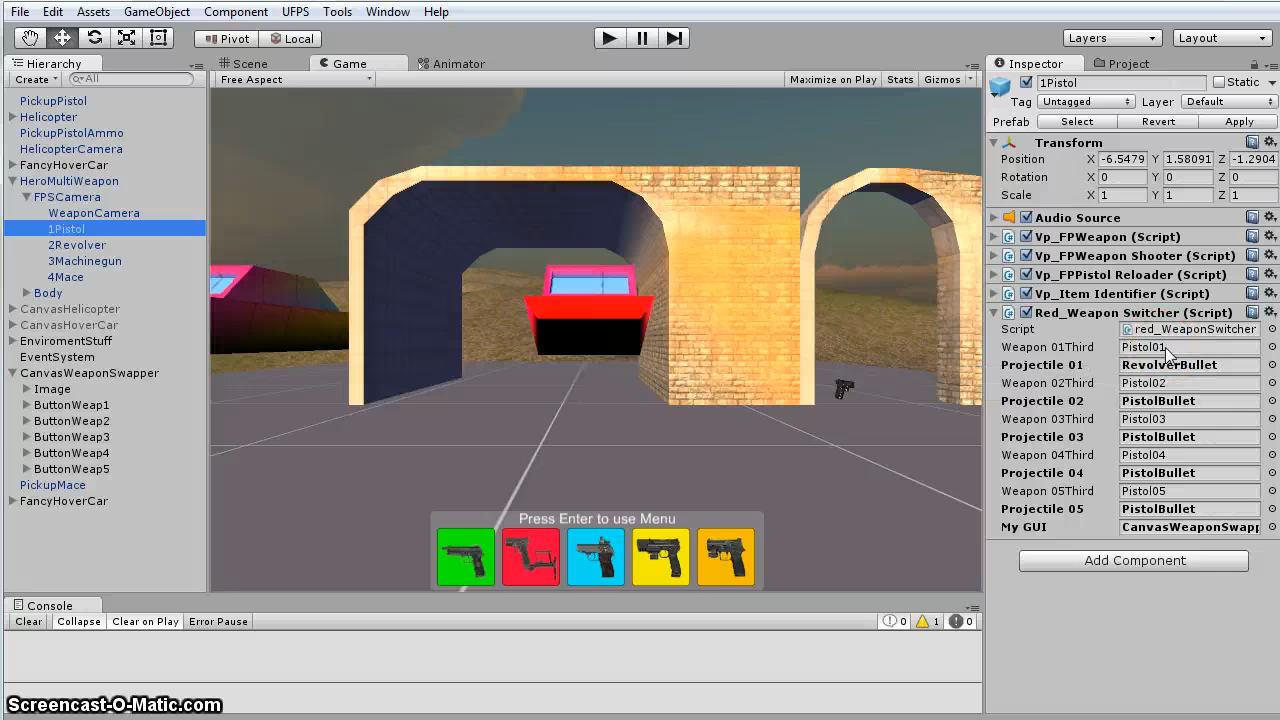 File Edit Assets GameObject Component UFPS Tools Window Help
Pivot Local Layers Layout
Hierarchy
Create All
PickupPistol
Helicopter
PickupPistolAmmo
HelicopterCamera
FancyHoverCar
HeroMultiWeapon
FPSCamera
WeaponCamera
1Pistol
2Revolver
3Machinegun
4Mace
Body
CanvasHelicopter
CanvasHoverCar
EnviromentStuff
EventSystem
CanvasWeaponSwapper
Image
ButtonWeap1
ButtonWeap2
ButtonWeap3
ButtonWeap4
ButtonWeap5
PickupMace
FancyHoverCar
Scene Game Animator
Free Aspect Maximize on Play Stats Gizmos
Press Enter to use Menu
Inspector Project
1Pistol Static
Tag Untagged Layer Default
Prefab Select Revert Apply
Transform
Position X -6.5479 Y 1.58091 Z -1.2904
Rotation X 0 Y 0 Z 0
Scale X 1 Y 1 Z 1
Audio Source
Vp_FPWeapon (Script)
Vp_FPWeapon Shooter (Script)
Vp_FPPistol Reloader (Script)
Vp_Item Identifier (Script)
Red_Weapon Switcher (Script)
Script red_WeaponSwitcher
Weapon 01Third Pistol01
Projectile 01 RevolverBullet
Weapon 02Third Pistol02
Projectile 02 PistolBullet
Weapon 03Third Pistol03
Projectile 03 PistolBullet
Weapon 04Third Pistol04
Projectile 04 PistolBullet
Weapon 05Third Pistol05
Projectile 05 PistolBullet
My GUI CanvasWeaponSwapp
Add Component
Console
Clear Collapse Clear on Play Error Pause 0 1 0
Screencast-O-Matic.com